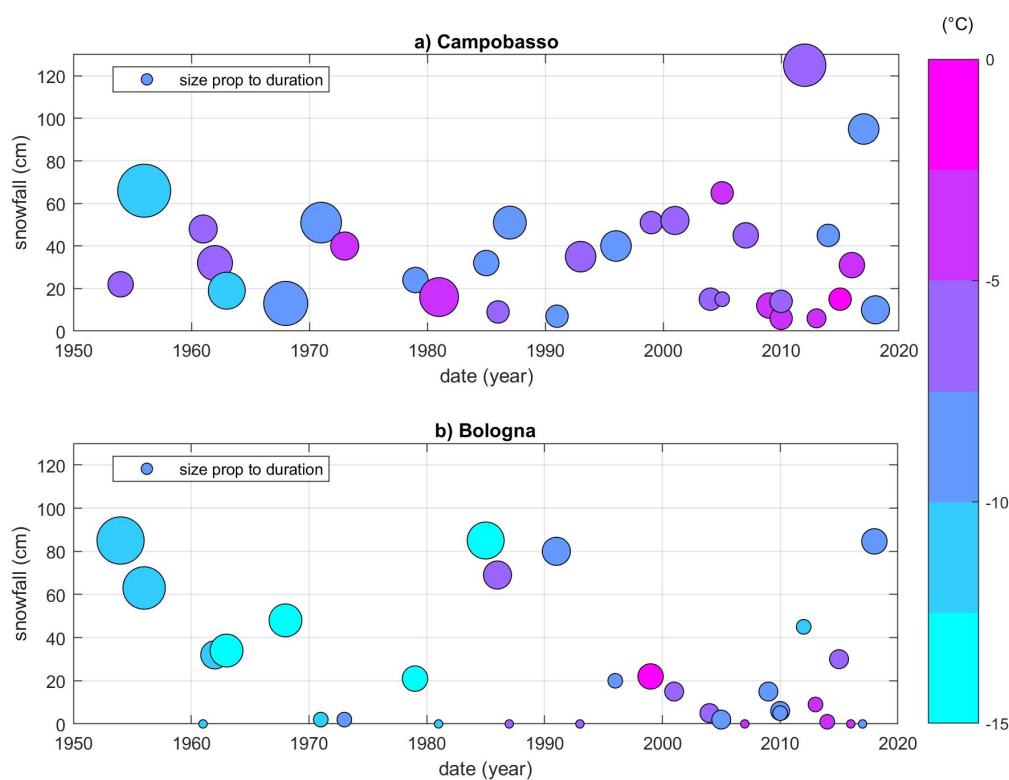 (°C)
a) Campobasso
size prop to duration
snowfall (cm)
120
100
80
60
40
20
0
1950 1960 1970 1980 1990 2000 2010 2020
date (year)
b) Bologna
size prop to duration
snowfall (cm)
120
100
80
60
40
20
0
1950 1960 1970 1980 1990 2000 2010 2020
date (year)
0
-5
-10
-15